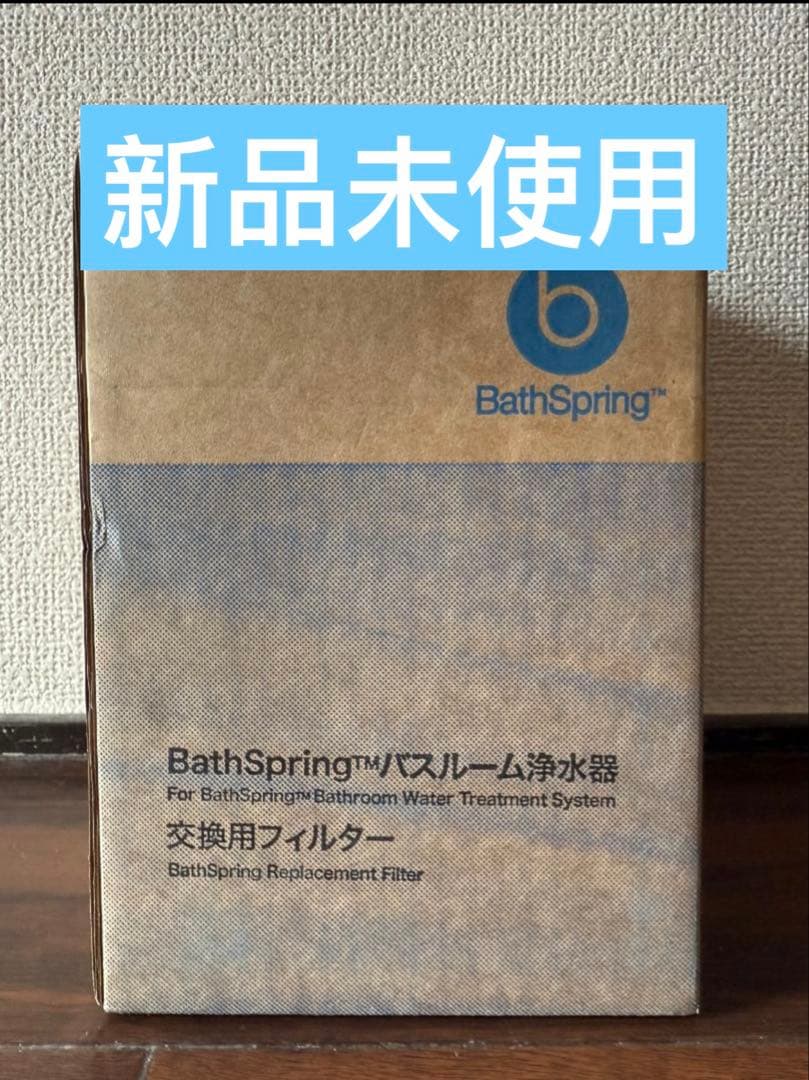 新品未使用
b
BathSpring™
BathSpring™バスルーム浄水器
For BathSpring™ Bathroom Water Treatment System
交換用フィルター
BathSpring Replacement Filter